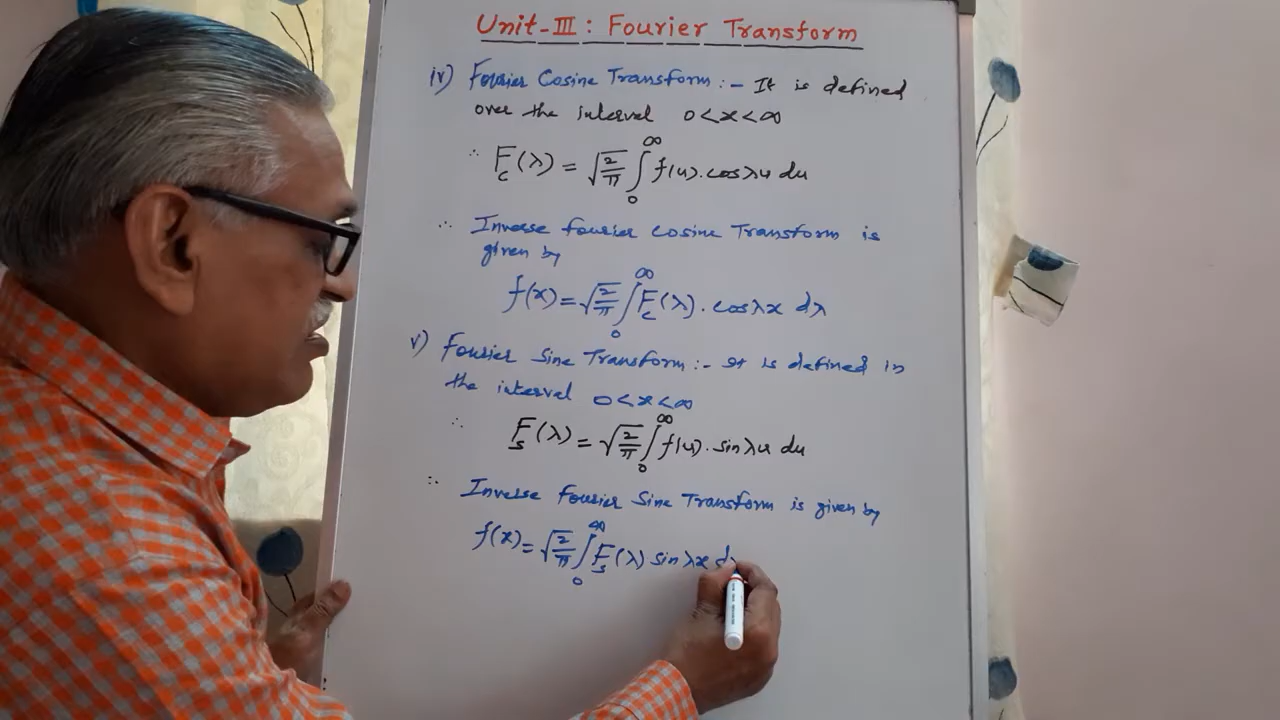 Unit-III : Fourier Transform
iv) Fourier Cosine Transform :- It is defined
over the interval 0<x<∞
∴ F_c(λ) = √(2/π) ∫₀^∞ f(u).cosλu du
∴ Inverse fourier cosine Transform is
given by
f(x) = √(2/π) ∫₀^∞ F_c(λ).cosλx dλ
v) Fourier Sine Transform :- It is defined in
the interval 0<x<∞
∴ F_s(λ) = √(2/π) ∫₀^∞ f(u).sinλu du
∴ Inverse Fourier Sine Transform is given by
f(x) = √(2/π) ∫₀^∞ F_s(λ) sinλx dλ